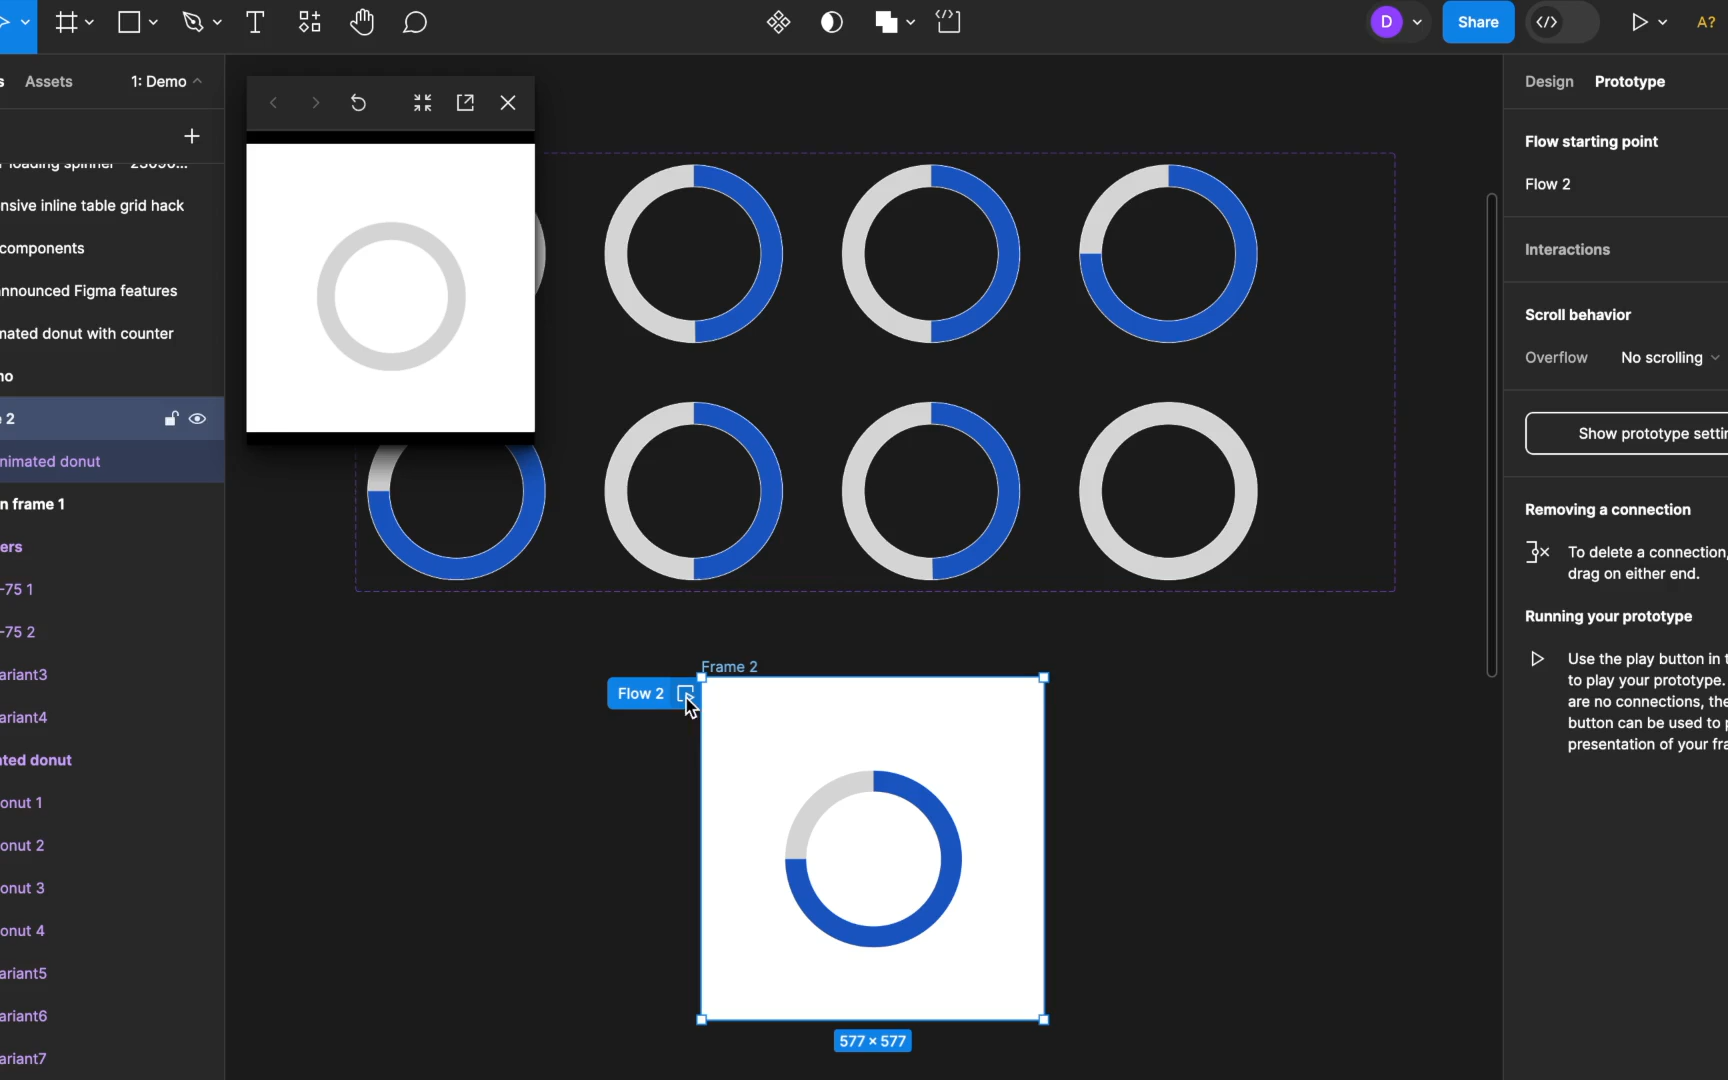 A?
Share
D
s
Assets
1: Demo
nsive inline table grid hack
components
nnounced Figma features
nated donut with counter
no
2
nimated donut
n frame 1
ers
-75 1
-75 2
ariant3
ariant4
ated donut
onut 1
onut 2
onut 3
onut 4
ariant5
ariant6
ariant7
Frame 2
Flow 2
577 × 577
Design
Prototype
Flow starting point
Flow 2
Interactions
Scroll behavior
Overflow
No scrolling
Show prototype settin
Removing a connection
To delete a connection,
drag on either end.
Running your prototype
Use the play button in t
to play your prototype.
are no connections, the
button can be used to p
presentation of your fra